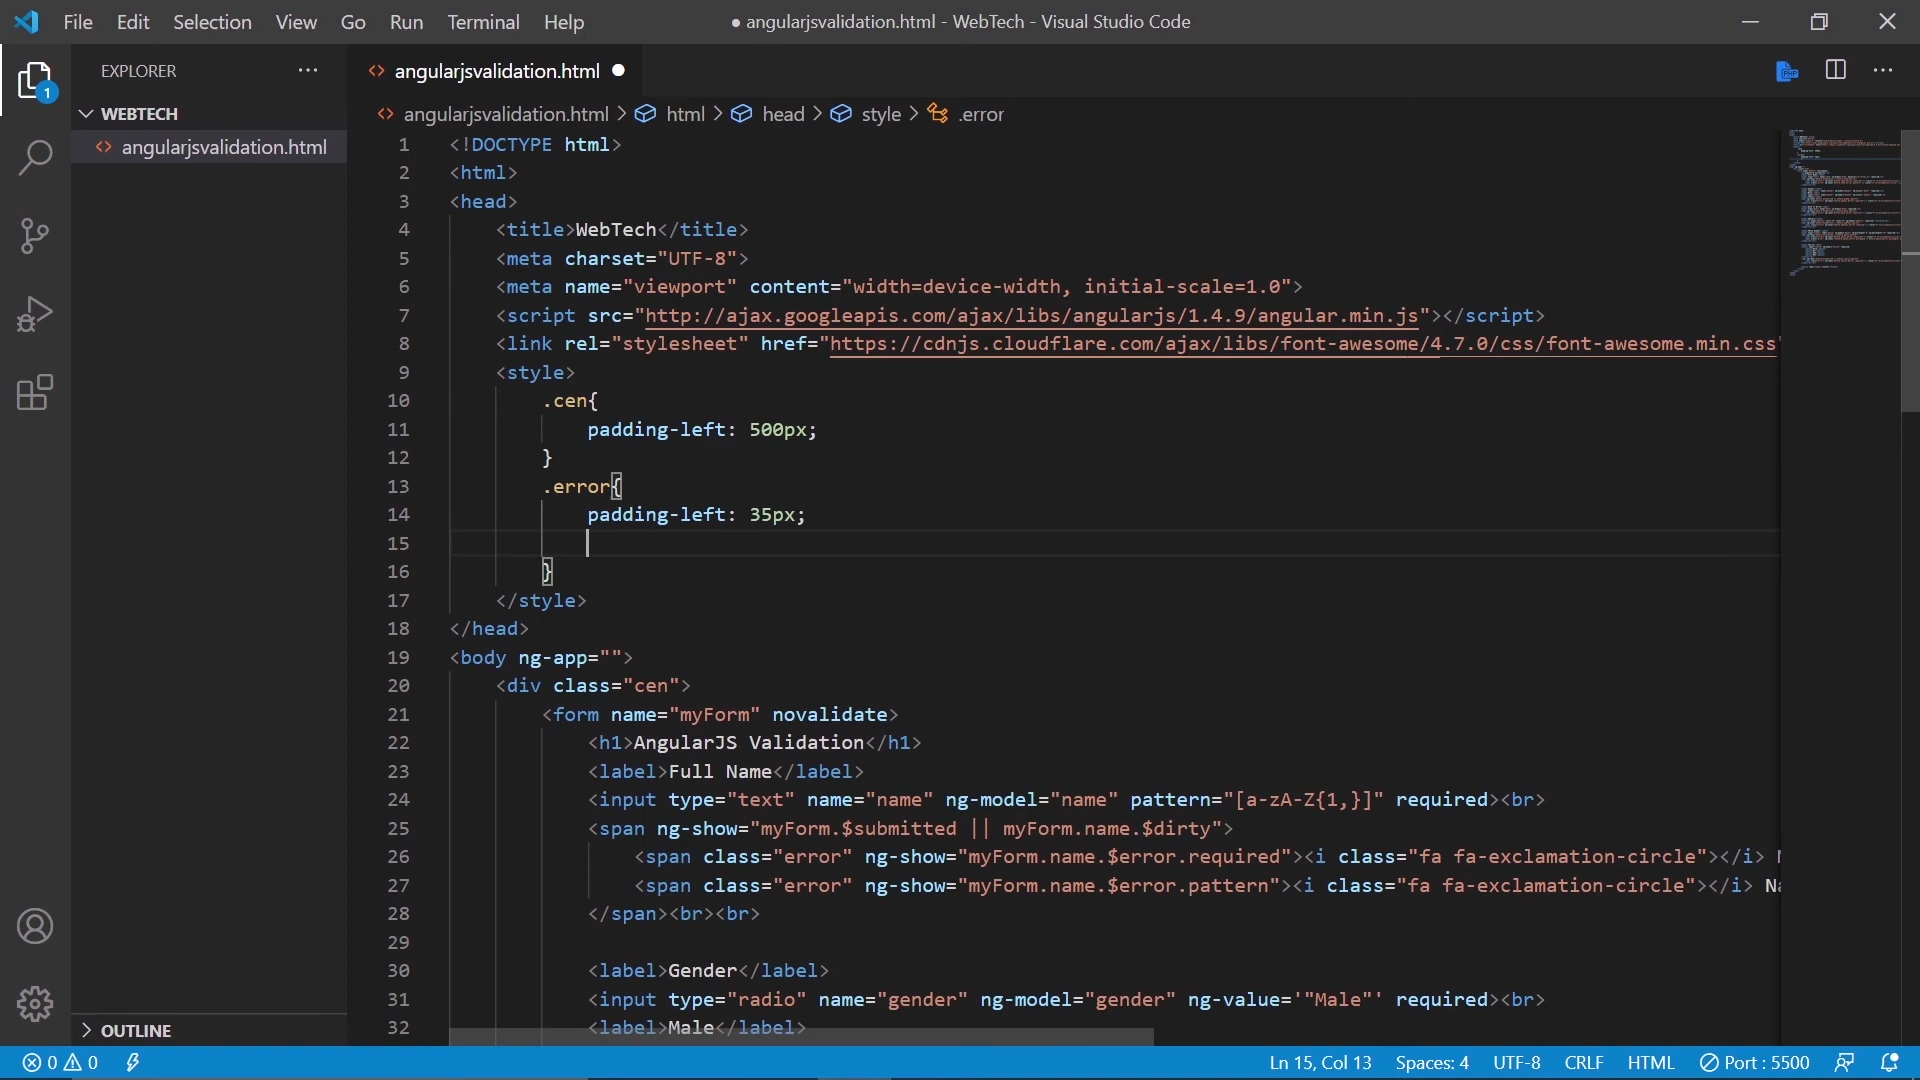 File Edit Selection View Go Run Terminal Help
● angularjsvalidation.html - WebTech - Visual Studio Code
EXPLORER
1
WEBTECH
angularjsvalidation.html
OUTLINE
angularjsvalidation.html
PHP
angularjsvalidation.html > html > head > style > .error
1 <!DOCTYPE html>
2 <html>
3 <head>
4 <title>WebTech</title>
5 <meta charset="UTF-8">
6 <meta name="viewport" content="width=device-width, initial-scale=1.0">
7 <script src="http://ajax.googleapis.com/ajax/libs/angularjs/1.4.9/angular.min.js"></script>
8 <link rel="stylesheet" href="https://cdnjs.cloudflare.com/ajax/libs/font-awesome/4.7.0/css/font-awesome.min.css"
9 <style>
10 .cen{
11 padding-left: 500px;
12 }
13 .error{
14 padding-left: 35px;
15
16 }
17 </style>
18 </head>
19 <body ng-app="">
20 <div class="cen">
21 <form name="myForm" novalidate>
22 <h1>AngularJS Validation</h1>
23 <label>Full Name</label>
24 <input type="text" name="name" ng-model="name" pattern="[a-zA-Z{1,}]" required><br>
25 <span ng-show="myForm.$submitted || myForm.name.$dirty">
26 <span class="error" ng-show="myForm.name.$error.required"><i class="fa fa-exclamation-circle"></i> N
27 <span class="error" ng-show="myForm.name.$error.pattern"><i class="fa fa-exclamation-circle"></i> Na
28 </span><br><br>
29
30 <label>Gender</label>
31 <input type="radio" name="gender" ng-model="gender" ng-value='"Male"' required><br>
32 <label>Male</label>
0 0
Ln 15, Col 13 Spaces: 4 UTF-8 CRLF HTML Port : 5500